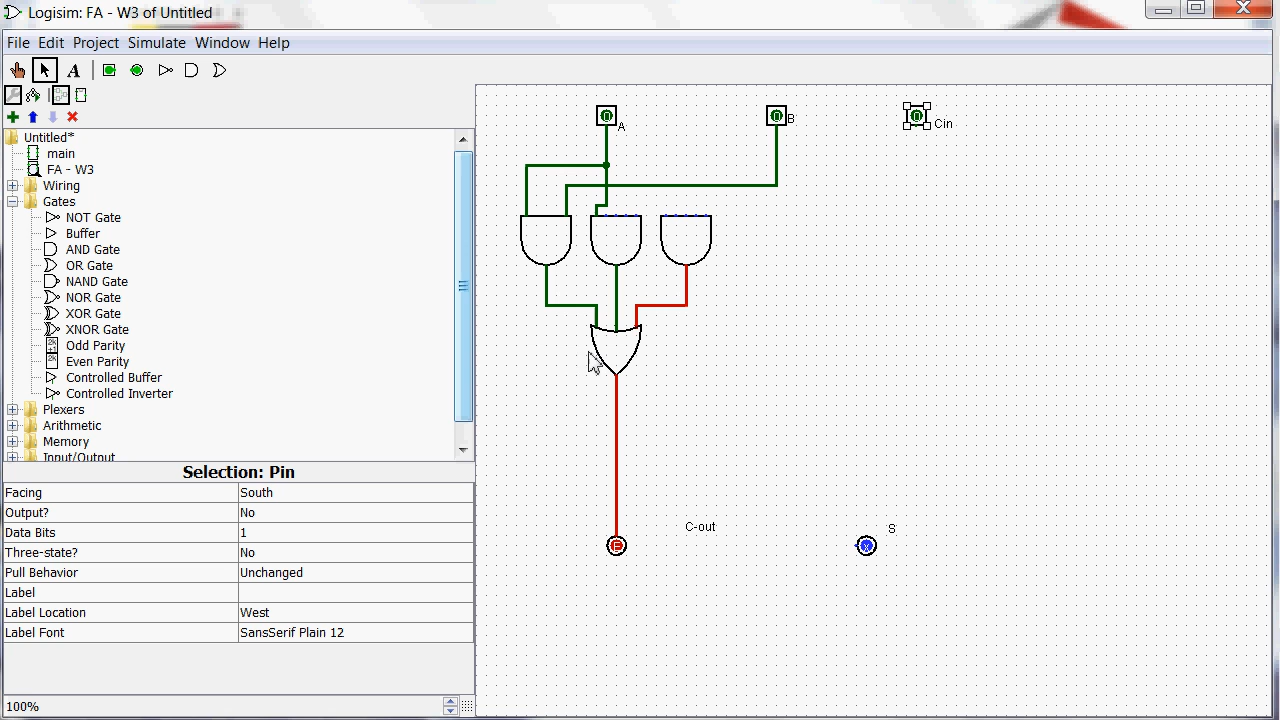 Logisim: FA - W3 of Untitled
File Edit Project Simulate Window Help
A
Untitled*
main
FA - W3
Wiring
Gates
NOT Gate
Buffer
AND Gate
OR Gate
NAND Gate
NOR Gate
XOR Gate
XNOR Gate
Odd Parity
Even Parity
Controlled Buffer
Controlled Inverter
Plexers
Arithmetic
Memory
Input/Output
Selection: Pin
Facing South
Output? No
Data Bits 1
Three-state? No
Pull Behavior Unchanged
Label
Label Location West
Label Font SansSerif Plain 12
100%
0 A 0 B 0 Cin
C-out S
E x